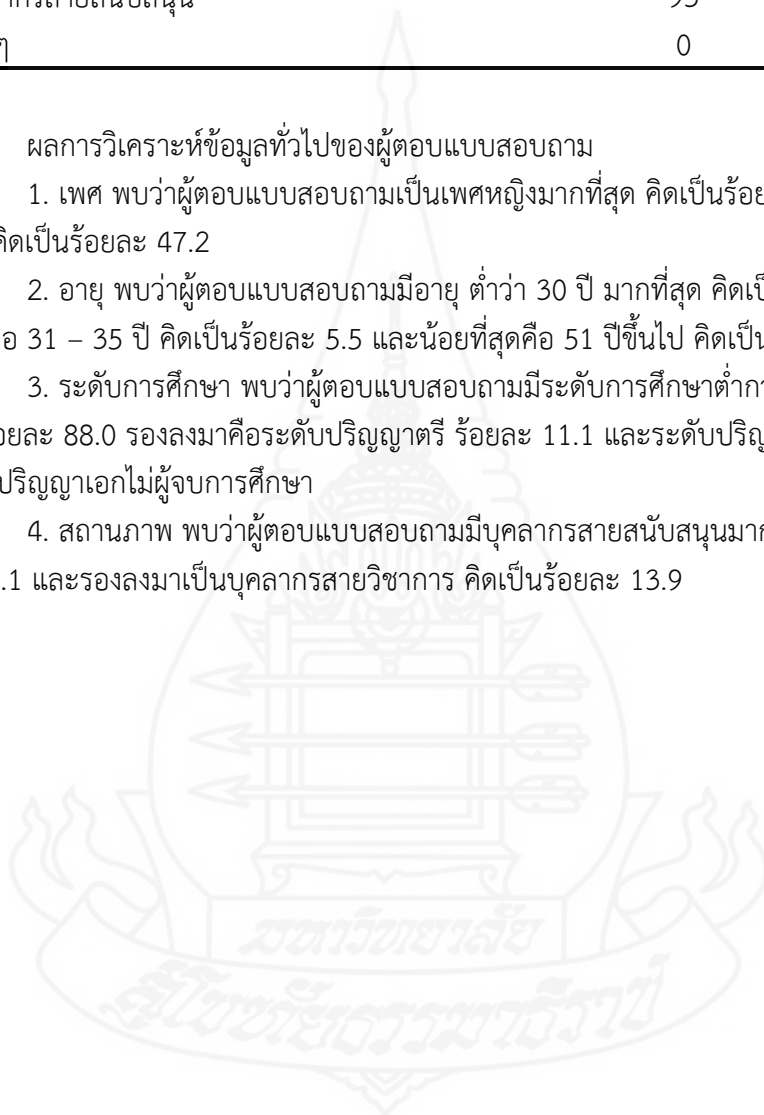 93
ๆ 0
ผลการวิเคราะห์ข้อมูลทั่วไปของผู้ตอบแบบสอบถาม
1. เพศ พบว่าผู้ตอบแบบสอบถามเป็นเพศหญิงมากที่สุด คิดเป็นร้อย
คิดเป็นร้อยละ 47.2
2. อายุ พบว่าผู้ตอบแบบสอบถามมีอายุ ต่ำว่า 30 ปี มากที่สุด คิดเป็
อ 31 – 35 ปี คิดเป็นร้อยละ 5.5 และน้อยที่สุดคือ 51 ปีขึ้นไป คิดเป็น
3. ระดับการศึกษา พบว่าผู้ตอบแบบสอบถามมีระดับการศึกษาต่ำกว
อยละ 88.0 รองลงมาคือระดับปริญญาตรี ร้อยละ 11.1 และระดับปริญ
ปริญญาเอกไม่ผู้จบการศึกษา
4. สถานภาพ พบว่าผู้ตอบแบบสอบถามมีบุคลากรสายสนับสนุนมาก
.1 และรองลงมาเป็นบุคลากรสายวิชาการ คิดเป็นร้อยละ 13.9
มหาวิทยาลัย
สุโขทัยธรรมาธิราช